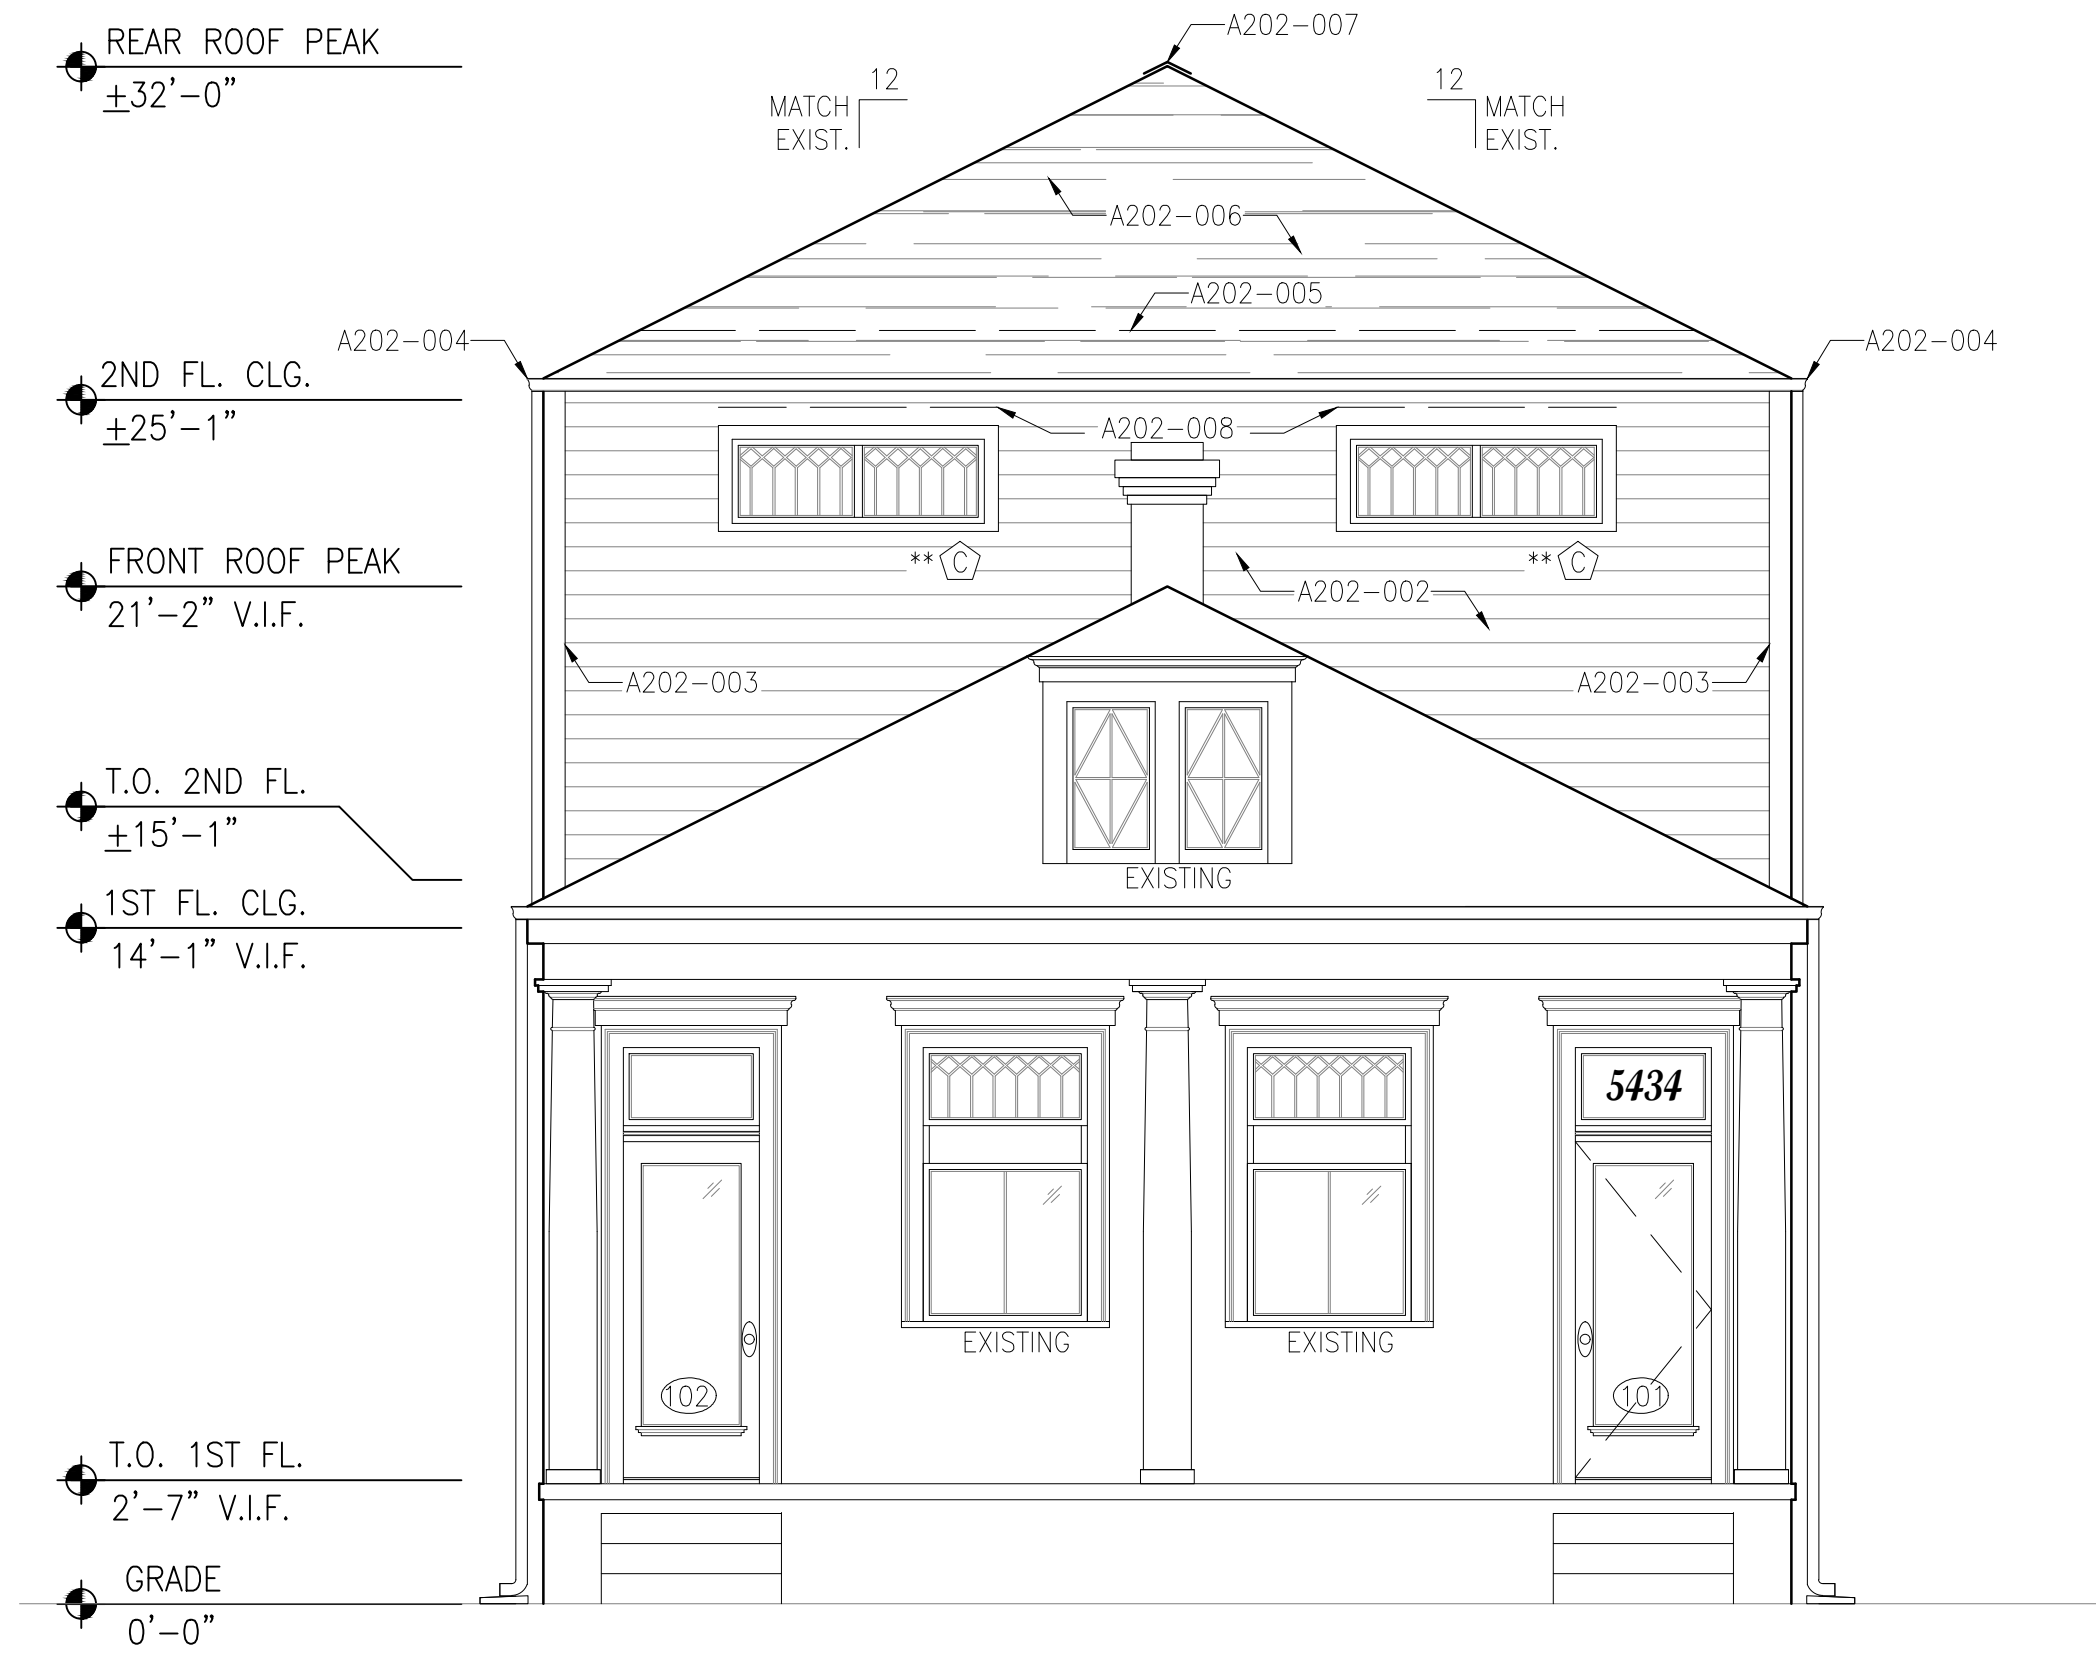 REAR ROOF PEAK
±32'-0"
A202-007
12
MATCH
EXIST.
12
MATCH
EXIST.
A202-006
A202-005
A202-004
A202-004
2ND FL. CLG.
±25'-1"
A202-008
** C
** C
FRONT ROOF PEAK
21'-2" V.I.F.
A202-002
A202-003
A202-003
T.O. 2ND FL.
±15'-1"
EXISTING
1ST FL. CLG.
14'-1" V.I.F.
5434
EXISTING
EXISTING
102
101
T.O. 1ST FL.
2'-7" V.I.F.
GRADE
0'-0"